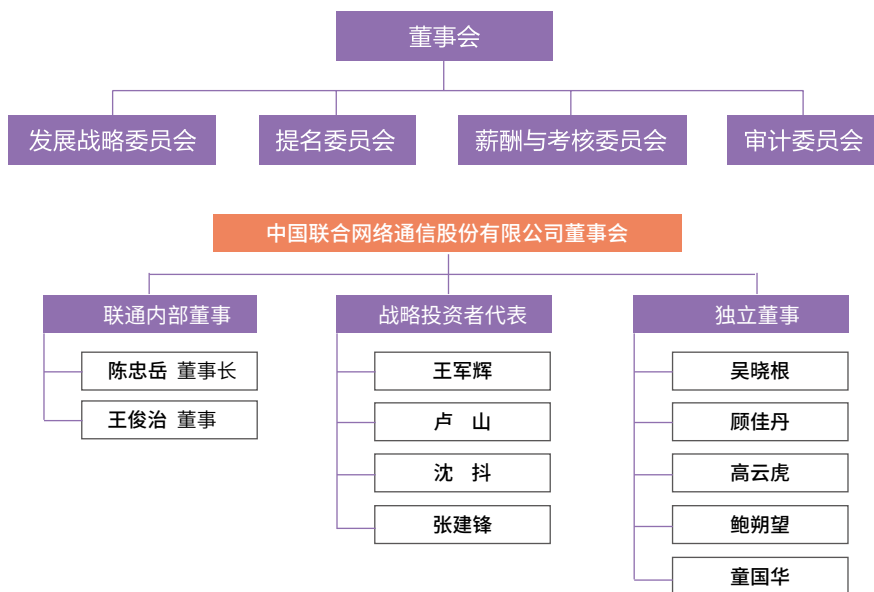 董事会
发展战略委员会 提名委员会 薪酬与考核委员会 审计委员会
中国联合网络通信股份有限公司董事会
联通内部董事 战略投资者代表 独立董事
陈忠岳 董事长 王军辉 吴晓根
王俊治 董事 卢 山 顾佳丹
沈 抖 高云虎
张建锋 鲍朔望
童国华